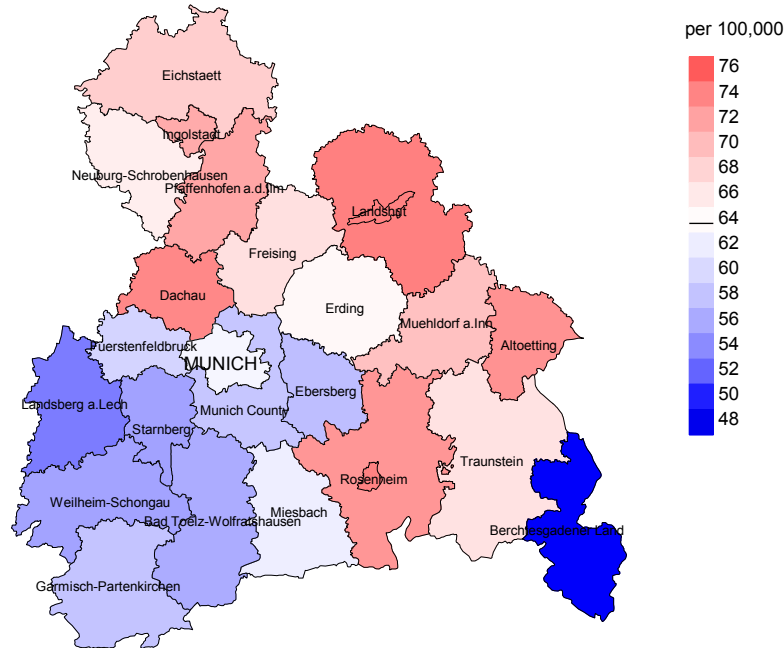 per 100,000
76
74
72
70
68
66
64
62
60
58
56
54
52
50
48
Eichstaett
Ingolstadt
Neuburg-Schrobenhausen
Pfaffenhofen a.d.Ilm
Landshut
Freising
Dachau
Erding
Muehldorf a.Inn
Altoetting
Fuerstenfeldbruck
MUNICH
Ebersberg
Landsberg a.Lech
Munich County
Starnberg
Traunstein
Rosenheim
Weilheim-Schongau
Miesbach
Bad Toelz-Wolfratshausen
Berchtesgadener Land
Garmisch-Partenkirchen